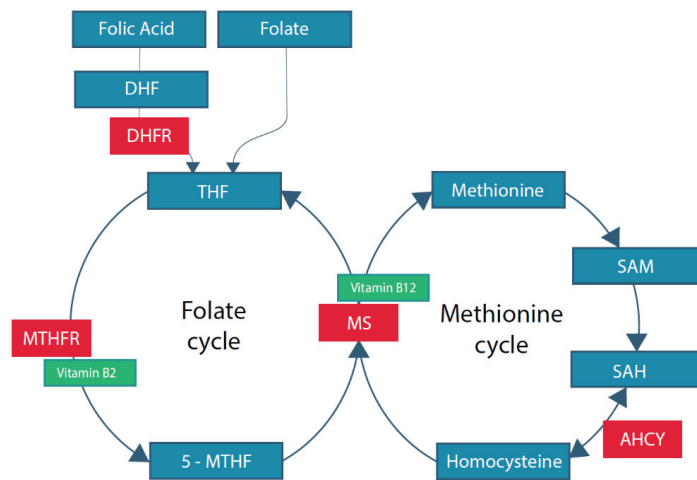 Folic Acid
Folate
DHF
DHFR
THF
Methionine
SAM
Vitamin B12
MS
Folate
cycle
Methionine
cycle
MTHFR
Vitamin B2
SAH
AHCY
5 - MTHF
Homocysteine